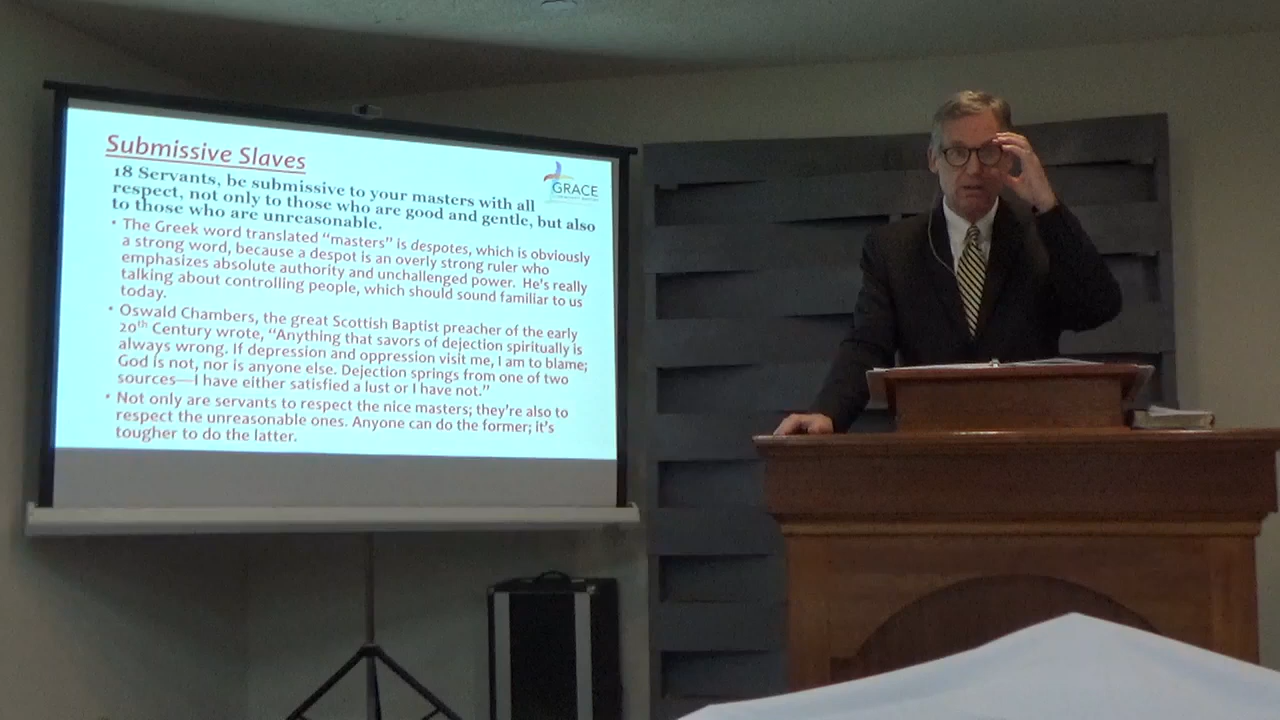 Submissive Slaves
GRACE
18 Servants, be submissive to your masters with all
respect, not only to those who are good and gentle, but also
to those who are unreasonable.
• The Greek word translated “masters” is despotes, which is obviously
a strong word, because a despot is an overly strong ruler who
emphasizes absolute authority and unchallenged power. He's really
talking about controlling people, which should sound familiar to us
today.
• Oswald Chambers, the great Scottish Baptist preacher of the early
20th Century wrote, “Anything that savors of dejection spiritually is
always wrong. If depression and oppression visit me, I am to blame;
God is not, nor is anyone else. Dejection springs from one of two
sources—I have either satisfied a lust or I have not.”
• Not only are servants to respect the nice masters; they're also to
respect the unreasonable ones. Anyone can do the former; it's
tougher to do the latter.